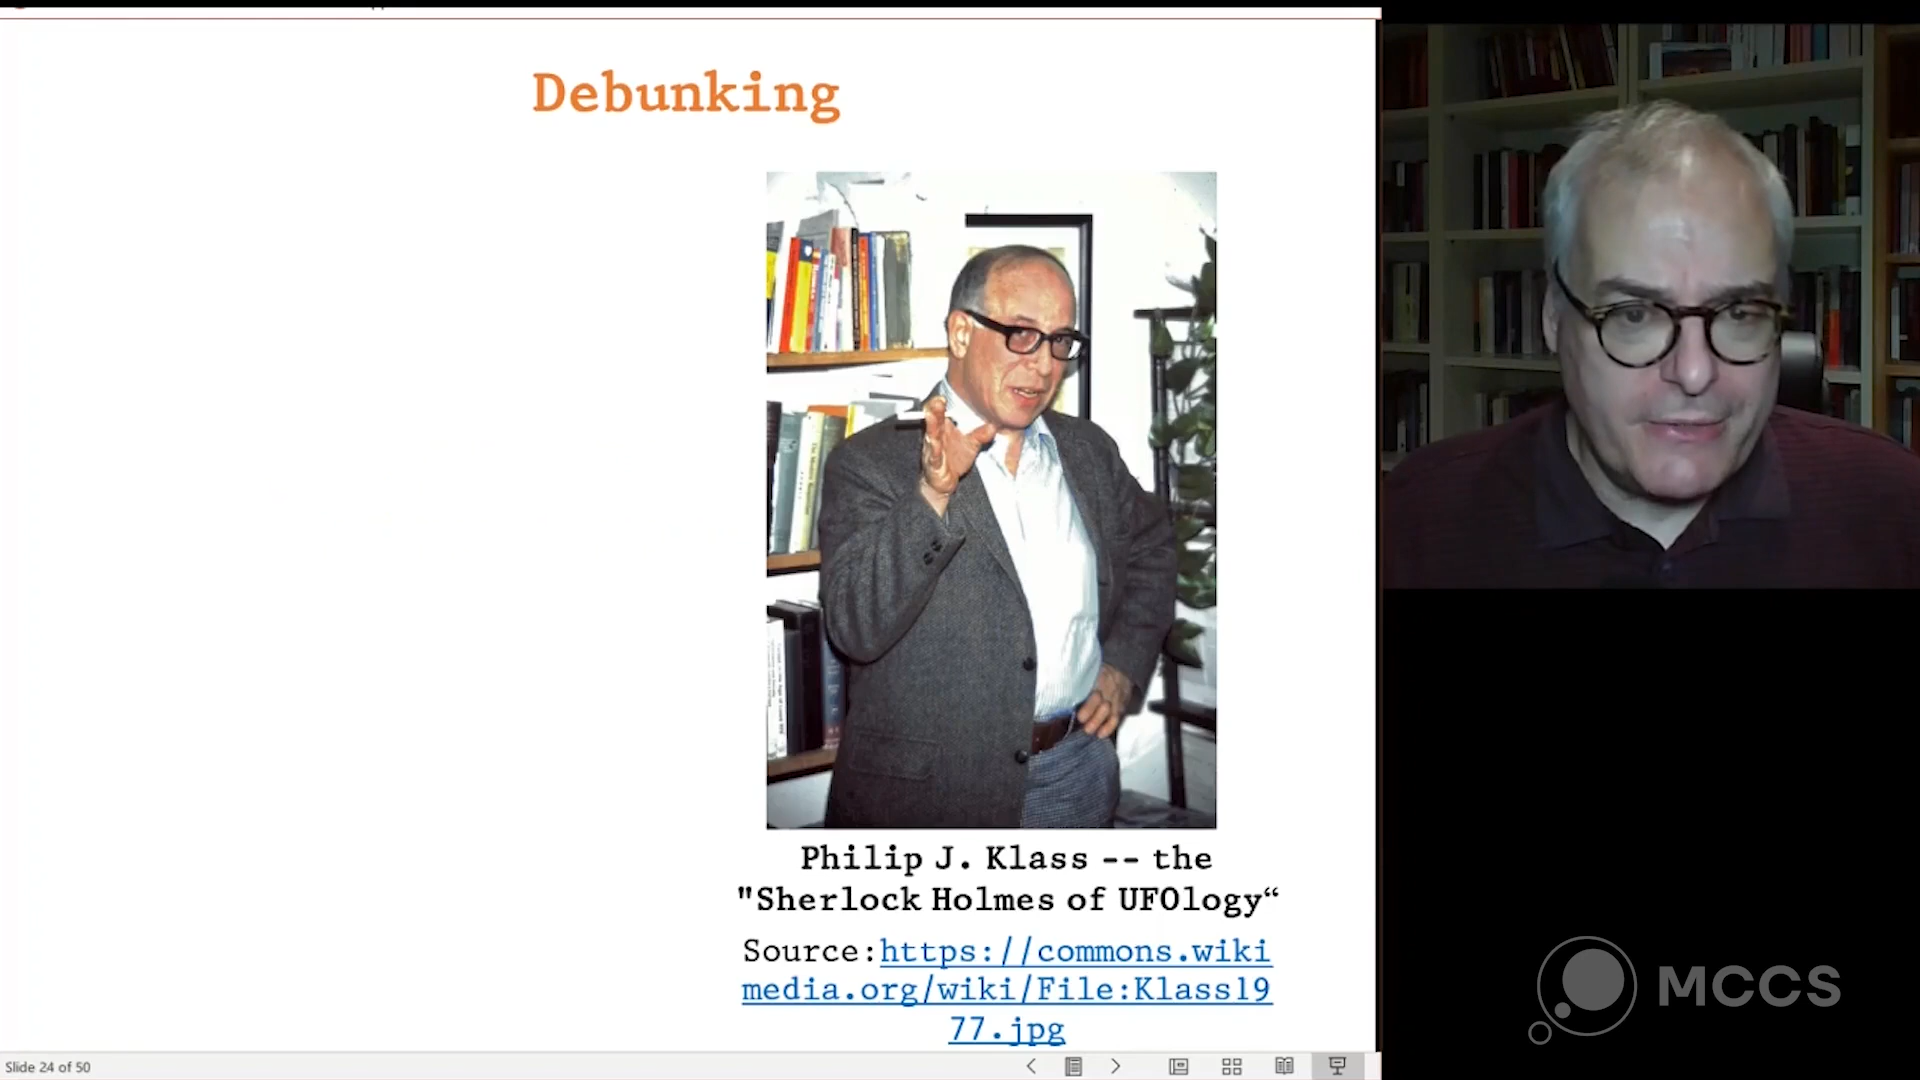 Debunking
Philip J. Klass -- the
"Sherlock Holmes of UFOlogy“
Source:https://commons.wiki
media.org/wiki/File:Klass19
77.jpg
Slide 24 of 50
MCCS